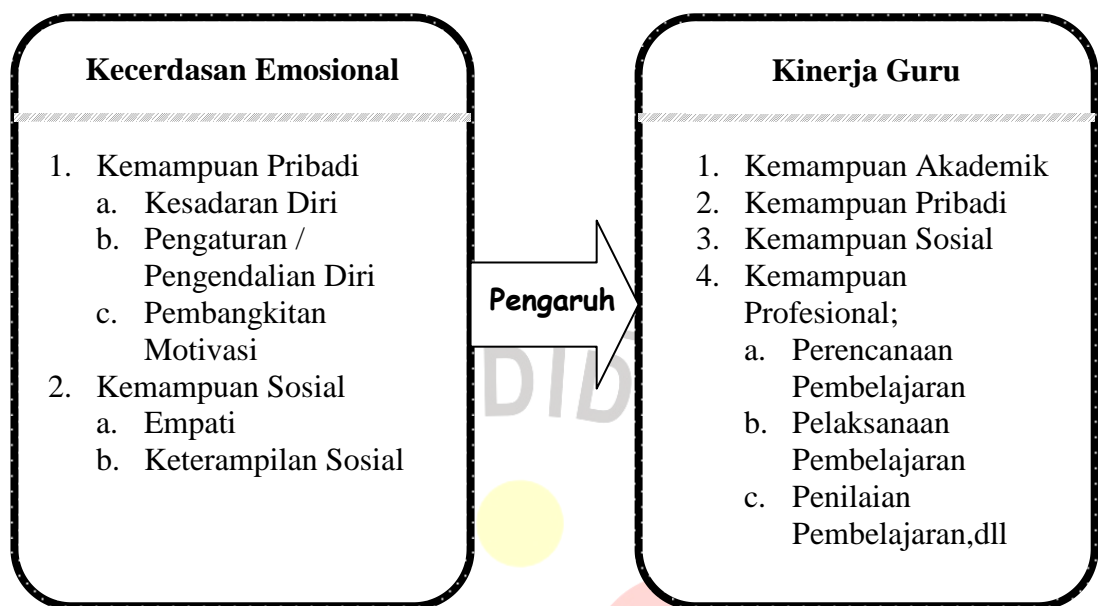 Kecerdasan Emosional
1. Kemampuan Pribadi
a. Kesadaran Diri
b. Pengaturan /
Pengendalian Diri
c. Pembangkitan
Motivasi
2. Kemampuan Sosial
a. Empati
b. Keterampilan Sosial
Pengaruh
Kinerja Guru
1. Kemampuan Akademik
2. Kemampuan Pribadi
3. Kemampuan Sosial
4. Kemampuan
Profesional;
a. Perencanaan
Pembelajaran
b. Pelaksanaan
Pembelajaran
c. Penilaian
Pembelajaran,dll